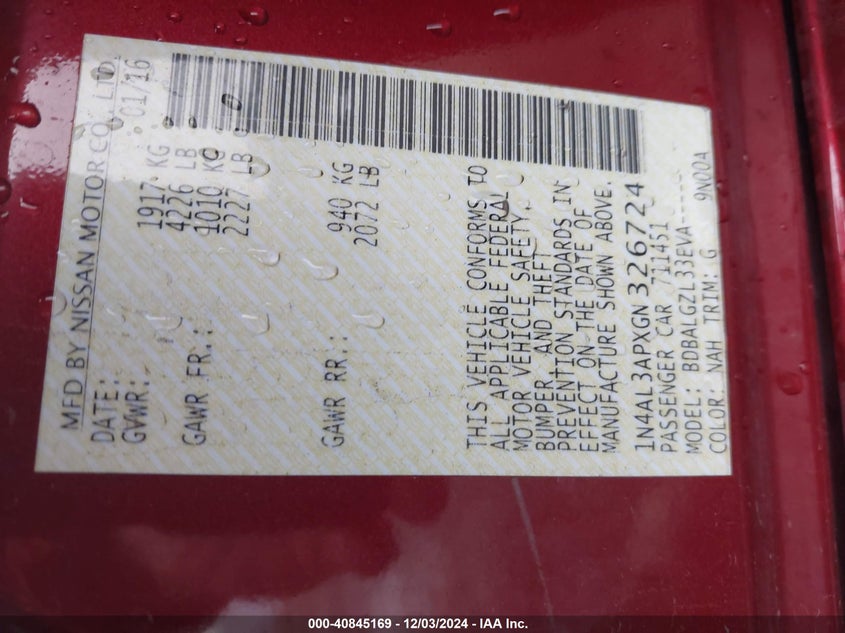 MFD BY NISSAN MOTOR CO., LTD.
DATE: 01/16
GVWR: 1917 KG
4226 LB
GAWR FR.: 1010 KG
2227 LB
GAWR RR.: 940 KG
2072 LB
THIS VEHICLE CONFORMS TO
ALL APPLICABLE FEDERAL
MOTOR VEHICLE SAFETY,
BUMPER AND THEFT
PREVENTION STANDARDS IN
EFFECT ON THE DATE OF
MANUFACTURE SHOWN ABOVE.
1N4AL3APXGN326724
PASSENGER CAR 711451
MODEL: BDBALGZL33EVA-----
COLOR: NAH TRIM: G 9N00A
000-40845169 - 12/03/2024 - IAA Inc.